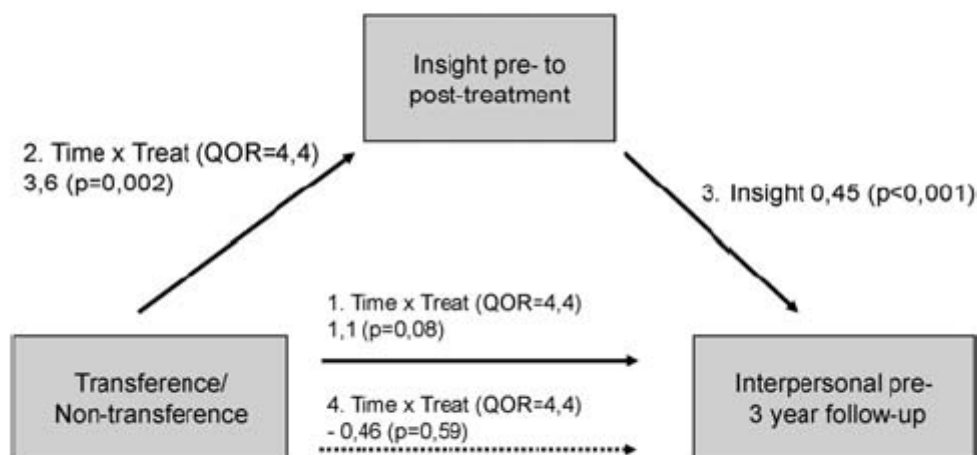 Insight pre- to
post-treatment
2. Time x Treat (QOR=4,4)
3,6 (p=0,002)
3. Insight 0,45 (p<0,001)
1. Time x Treat (QOR=4,4)
1,1 (p=0,08)
Transference/
Non-transference
Interpersonal pre-
3 year follow-up
4. Time x Treat (QOR=4,4)
- 0,46 (p=0,59)